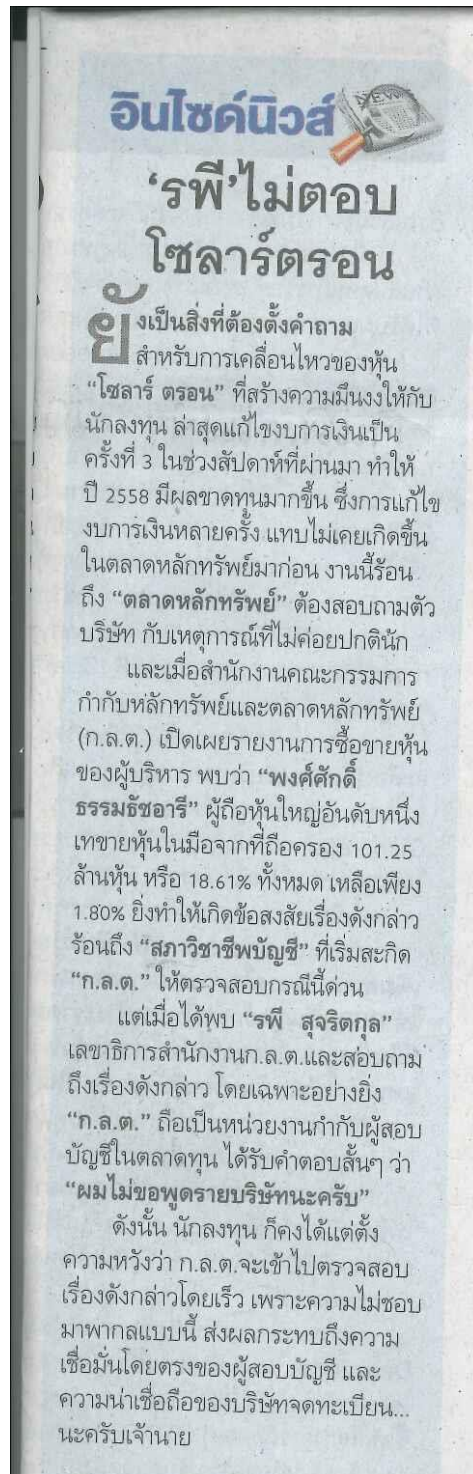 อินไซด์นิวส์
NEWS
‘รพี’ไม่ตอบ
โซลาร์ตรอน
ยังเป็นสิ่งที่ต้องตั้งคำถาม
สำหรับการเคลื่อนไหวของหุ้น
“โซลาร์ ตรอน” ที่สร้างความมึนงงให้กับ
นักลงทุน ล่าสุดแก้ไขงบการเงินเป็น
ครั้งที่ 3 ในช่วงสัปดาห์ที่ผ่านมา ทำให้
ปี 2558 มีผลขาดทุนมากขึ้น ซึ่งการแก้ไข
งบการเงินหลายครั้ง แทบไม่เคยเกิดขึ้น
ในตลาดหลักทรัพย์มาก่อน งานนี้ร้อน
ถึง “ตลาดหลักทรัพย์” ต้องสอบถามตัว
บริษัท กับเหตุการณ์ที่ไม่ค่อยปกตินัก
และเมื่อสำนักงานคณะกรรมการ
กำกับหลักทรัพย์และตลาดหลักทรัพย์
(ก.ล.ต.) เปิดเผยรายงานการซื้อขายหุ้น
ของผู้บริหาร พบว่า “พงศ์ศักดิ์
ธรรมธัชอารี” ผู้ถือหุ้นใหญ่อันดับหนึ่ง
เทขายหุ้นในมือจากที่ถือครอง 101.25
ล้านหุ้น หรือ 18.61% ทั้งหมด เหลือเพียง
1.80% ยิ่งทำให้เกิดข้อสงสัยเรื่องดังกล่าว
ร้อนถึง “สภาวิชาชีพบัญชี” ที่เริ่มสะกิด
“ก.ล.ต.” ให้ตรวจสอบกรณีนี้ด่วน
แต่เมื่อได้พบ “รพี สุจริตกุล”
เลขาธิการสำนักงานก.ล.ต.และสอบถาม
ถึงเรื่องดังกล่าว โดยเฉพาะอย่างยิ่ง
“ก.ล.ต.” ถือเป็นหน่วยงานกำกับผู้สอบ
บัญชีในตลาดทุน ได้รับคำตอบสั้นๆ ว่า
“ผมไม่ขอพูดรายบริษัทนะครับ”
ดังนั้น นักลงทุน ก็คงได้แต่ตั้ง
ความหวังว่า ก.ล.ต.จะเข้าไปตรวจสอบ
เรื่องดังกล่าวโดยเร็ว เพราะความไม่ชอบ
มาพากลแบบนี้ ส่งผลกระทบถึงความ
เชื่อมั่นโดยตรงของผู้สอบบัญชี และ
ความน่าเชื่อถือของบริษัทจดทะเบียน...
นะครับเจ้านาย